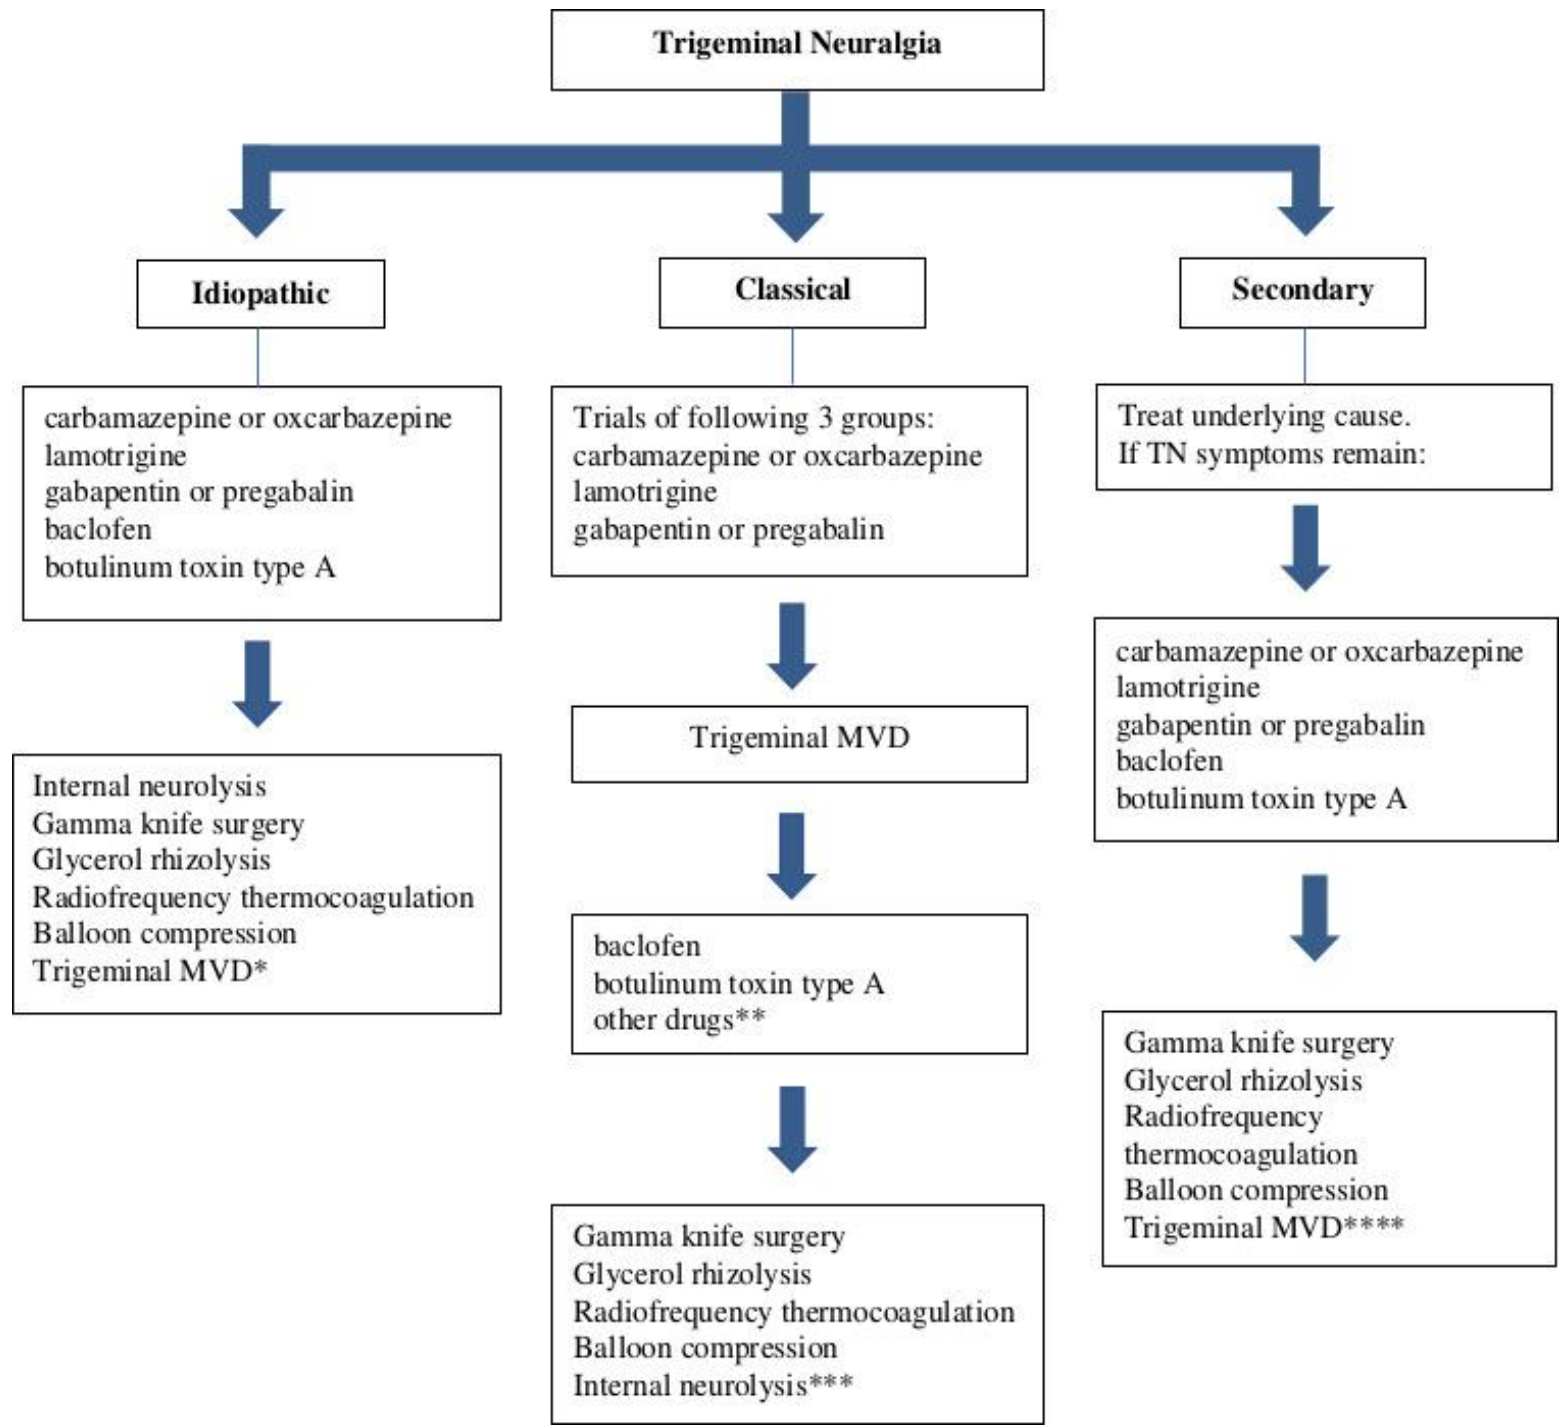 Trigeminal Neuralgia
Idiopathic
carbamazepine or oxcarbazepine
lamotrigine
gabapentin or pregabalin
baclofen
botulinum toxin type A
Internal neurolysis
Gamma knife surgery
Glycerol rhizolysis
Radiofrequency thermocoagulation
Balloon compression
Trigeminal MVD*
Classical
Trials of following 3 groups:
carbamazepine or oxcarbazepine
lamotrigine
gabapentin or pregabalin
Trigeminal MVD
baclofen
botulinum toxin type A
other drugs**
Gamma knife surgery
Glycerol rhizolysis
Radiofrequency thermocoagulation
Balloon compression
Internal neurolysis***
Secondary
Treat underlying cause.
If TN symptoms remain:
carbamazepine or oxcarbazepine
lamotrigine
gabapentin or pregabalin
baclofen
botulinum toxin type A
Gamma knife surgery
Glycerol rhizolysis
Radiofrequency
thermocoagulation
Balloon compression
Trigeminal MVD****